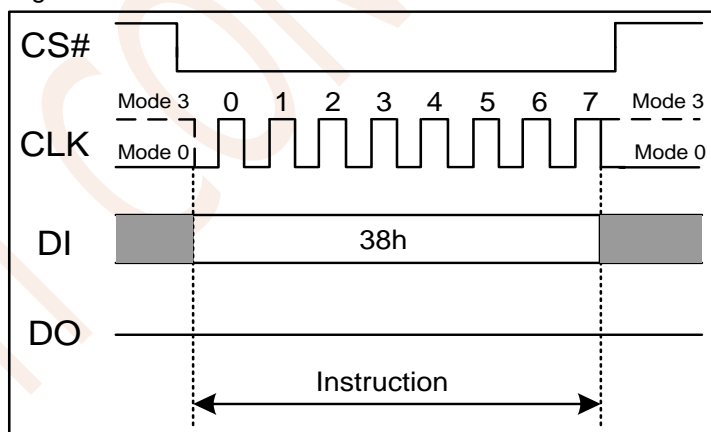 CS#
Mode 3 0 1 2 3 4 5 6 7 Mode 3
CLK
Mode 0 Mode 0
DI 38h
DO
Instruction